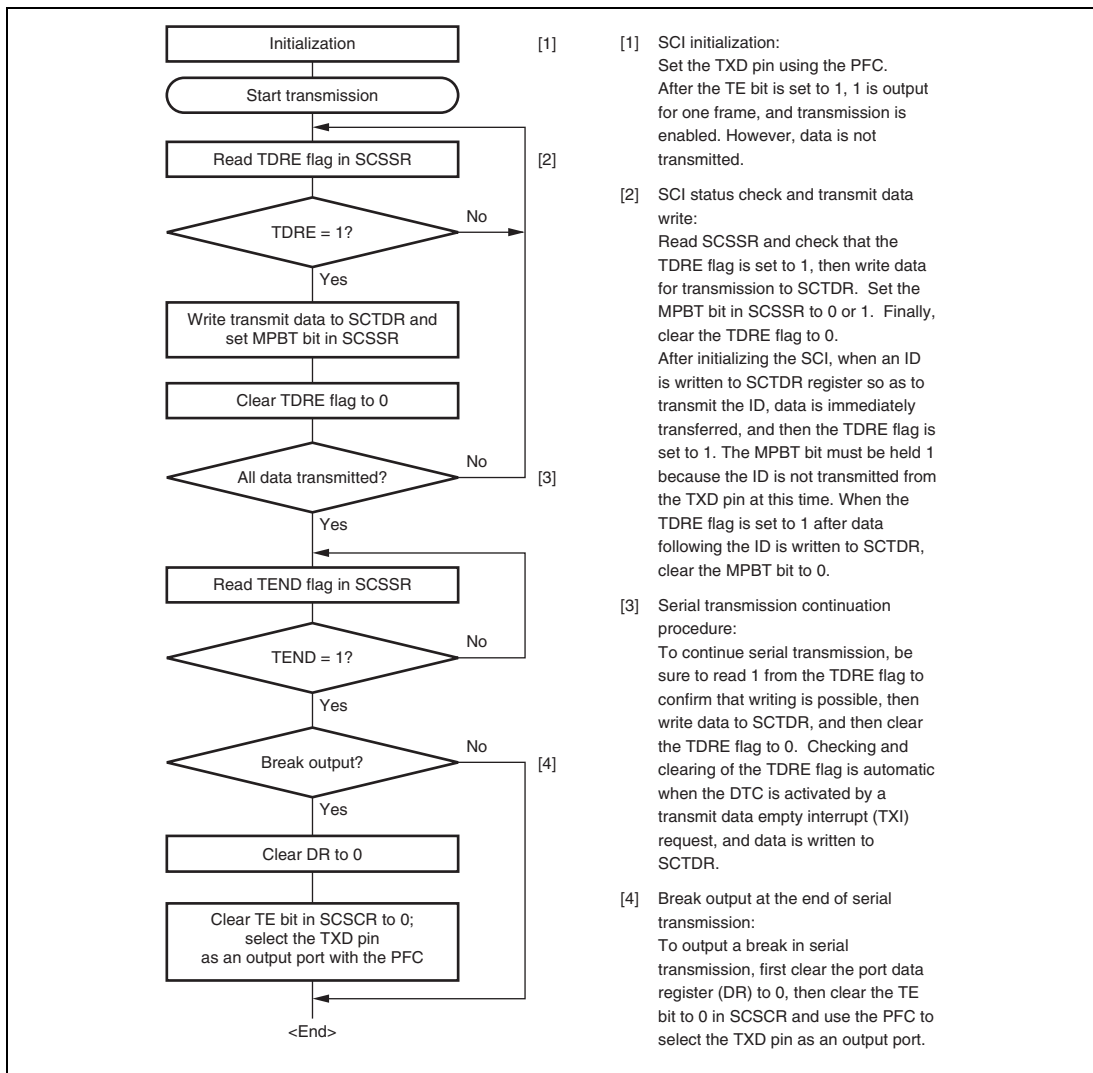 Initialization
[1]
Start transmission
Read TDRE flag in SCSSR
[2]
TDRE = 1?
No
Yes
Write transmit data to SCTDR and
set MPBT bit in SCSSR
Clear TDRE flag to 0
All data transmitted?
No
[3]
Yes
Read TEND flag in SCSSR
TEND = 1?
No
Yes
Break output?
No
[4]
Yes
Clear DR to 0
Clear TE bit in SCSCR to 0;
select the TXD pin
as an output port with the PFC
<End>
[1] SCI initialization:
Set the TXD pin using the PFC.
After the TE bit is set to 1, 1 is output
for one frame, and transmission is
enabled. However, data is not
transmitted.
[2] SCI status check and transmit data
write:
Read SCSSR and check that the
TDRE flag is set to 1, then write data
for transmission to SCTDR.  Set the
MPBT bit in SCSSR to 0 or 1.  Finally,
clear the TDRE flag to 0.
After initializing the SCI, when an ID
is written to SCTDR register so as to
transmit the ID, data is immediately
transferred, and then the TDRE flag is
set to 1. The MPBT bit must be held 1
because the ID is not transmitted from
the TXD pin at this time. When the
TDRE flag is set to 1 after data
following the ID is written to SCTDR,
clear the MPBT bit to 0.
[3] Serial transmission continuation
procedure:
To continue serial transmission, be
sure to read 1 from the TDRE flag to
confirm that writing is possible, then
write data to SCTDR, and then clear
the TDRE flag to 0.  Checking and
clearing of the TDRE flag is automatic
when the DTC is activated by a
transmit data empty interrupt (TXI)
request, and data is written to
SCTDR.
[4] Break output at the end of serial
transmission:
To output a break in serial
transmission, first clear the port data
register (DR) to 0, then clear the TE
bit to 0 in SCSCR and use the PFC to
select the TXD pin as an output port.